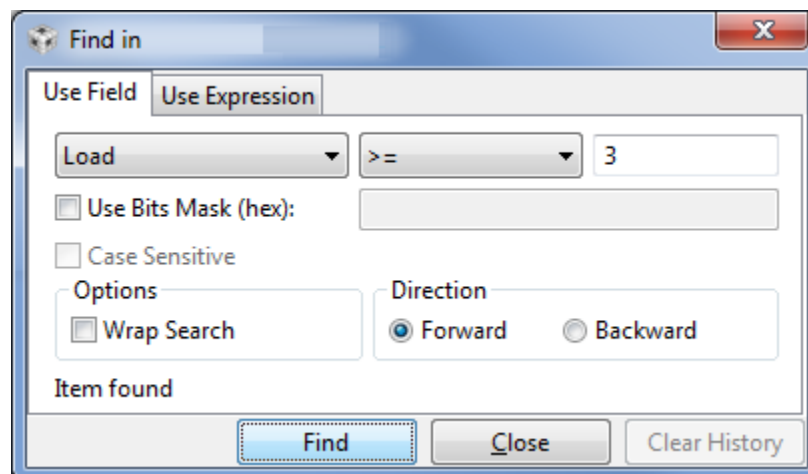 Find in
Use Field Use Expression
Load >= 3
Use Bits Mask (hex):
Case Sensitive
Options Direction
Wrap Search Forward Backward
Item found
Find Close Clear History